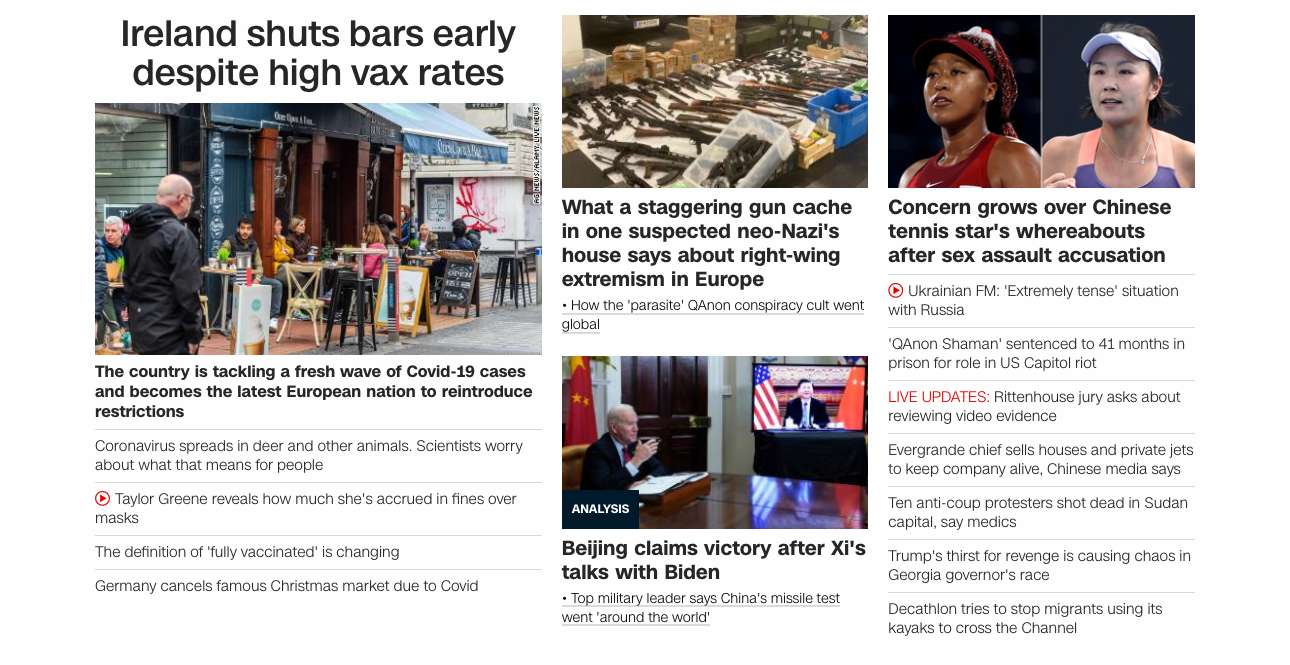 Ireland shuts bars early
despite high vax rates
STREET
Once Upon A Pan..
AG NEWS/ALAMY LIVE NEWS
OPEN
The country is tackling a fresh wave of Covid-19 cases
and becomes the latest European nation to reintroduce
restrictions
Coronavirus spreads in deer and other animals. Scientists worry
about what that means for people
Taylor Greene reveals how much she's accrued in fines over
masks
The definition of 'fully vaccinated' is changing
Germany cancels famous Christmas market due to Covid
What a staggering gun cache
in one suspected neo-Nazi's
house says about right-wing
extremism in Europe
• How the 'parasite' QAnon conspiracy cult went
global
ANALYSIS
Beijing claims victory after Xi's
talks with Biden
• Top military leader says China's missile test
went 'around the world'
Concern grows over Chinese
tennis star's whereabouts
after sex assault accusation
Ukrainian FM: 'Extremely tense' situation
with Russia
'QAnon Shaman' sentenced to 41 months in
prison for role in US Capitol riot
LIVE UPDATES: Rittenhouse jury asks about
reviewing video evidence
Evergrande chief sells houses and private jets
to keep company alive, Chinese media says
Ten anti-coup protesters shot dead in Sudan
capital, say medics
Trump's thirst for revenge is causing chaos in
Georgia governor's race
Decathlon tries to stop migrants using its
kayaks to cross the Channel